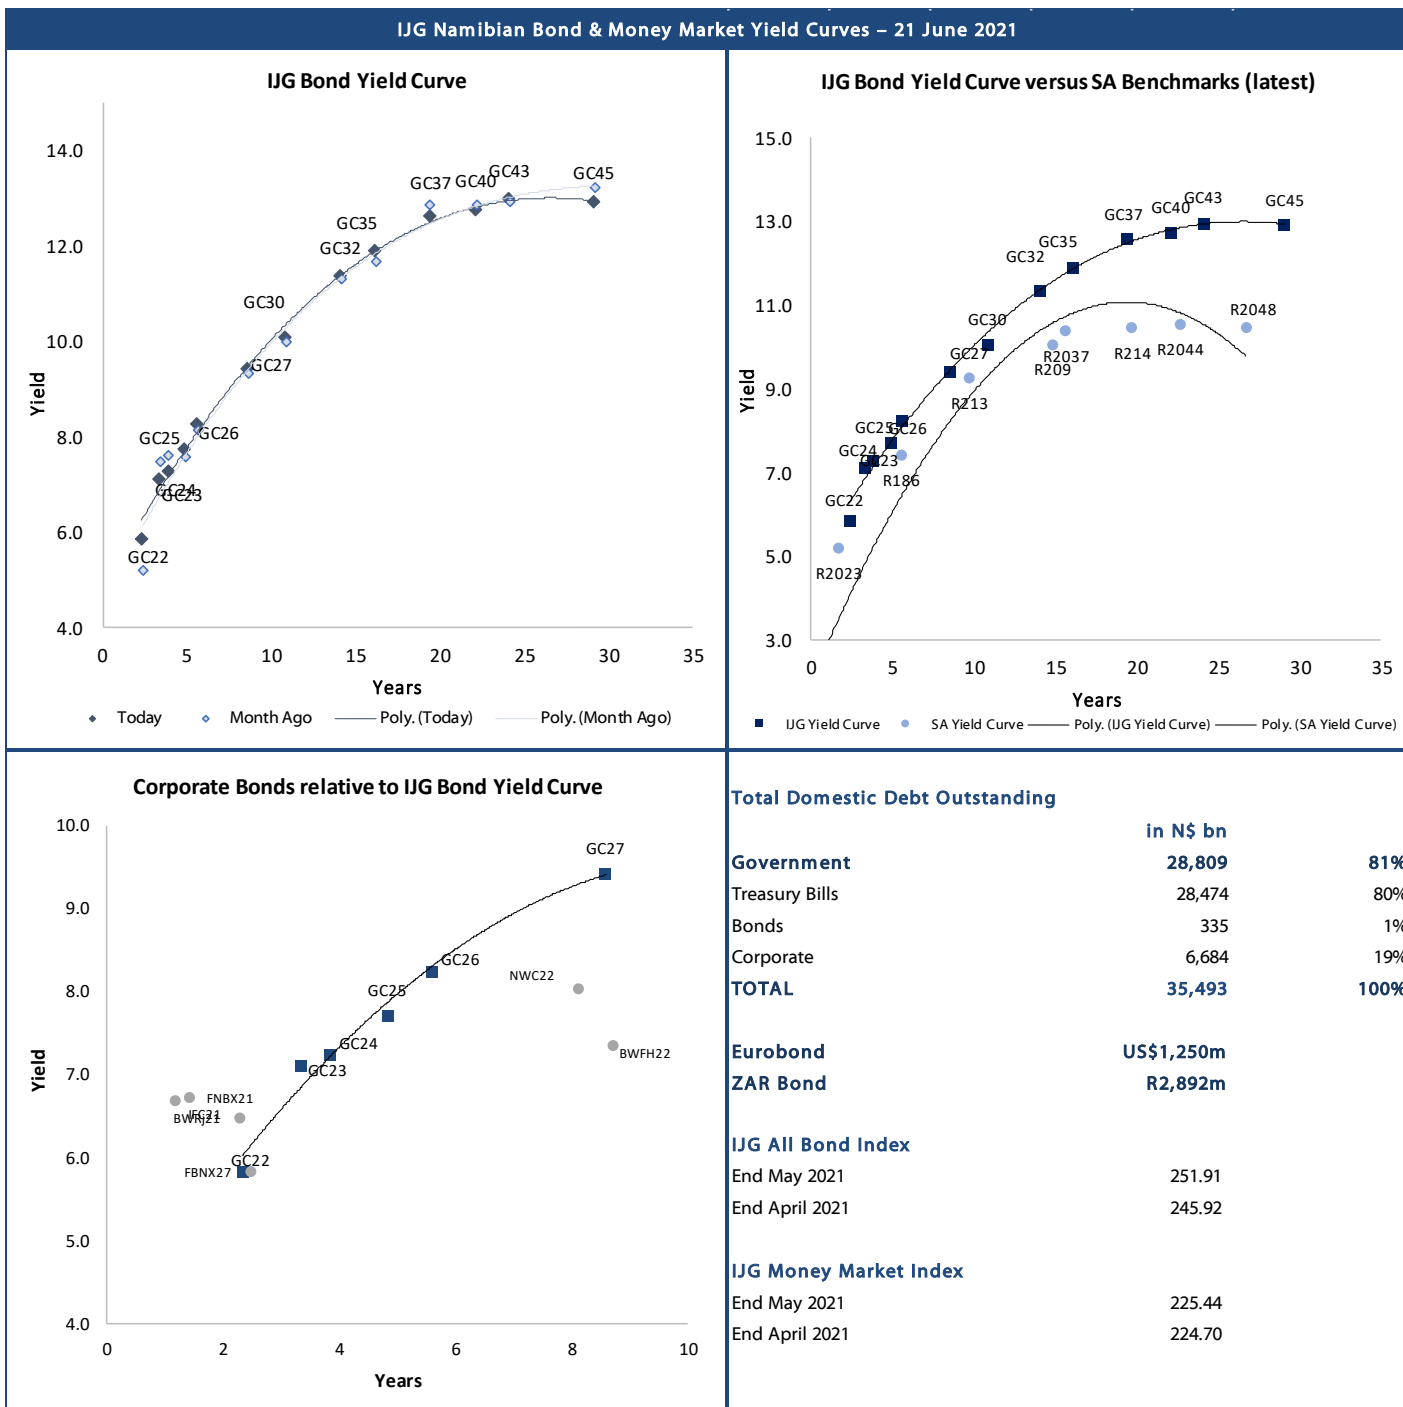 IJG Namibian Bond & Money Market Yield Curves – 21 June 2021
IJG Bond Yield Curve
14.0
12.0
10.0
8.0
6.0
4.0
Yield
0 5 10 15 20 25 30 35
Years
GC22
GC23
GC24
GC25
GC26
GC27
GC30
GC32
GC35
GC37
GC40
GC43
GC45
Today Month Ago Poly. (Today) Poly. (Month Ago)
IJG Bond Yield Curve versus SA Benchmarks (latest)
15.0
13.0
11.0
9.0
7.0
5.0
3.0
Yield
0 5 10 15 20 25 30 35
Years
GC22
GC24
GC23
GC25
GC26
GC27
GC30
GC32
GC35
GC37
GC40
GC43
GC45
R2023
R186
R213
R209
R2037
R214
R2044
R2048
IJG Yield Curve SA Yield Curve Poly. (IJG Yield Curve) Poly. (SA Yield Curve)
Corporate Bonds relative to IJG Bond Yield Curve
10.0
9.0
8.0
7.0
6.0
5.0
4.0
Yield
0 2 4 6 8 10
Years
GC27
GC26
GC25
GC24
GC23
GC22
NWC22
BWFH22
FNBX21
IFC21
BWRj21
FBNX27
Total Domestic Debt Outstanding
in N$ bn
Government 28,809 81%
Treasury Bills 28,474 80%
Bonds 335 1%
Corporate 6,684 19%
TOTAL 35,493 100%
Eurobond US$1,250m
ZAR Bond R2,892m
IJG All Bond Index
End May 2021 251.91
End April 2021 245.92
IJG Money Market Index
End May 2021 225.44
End April 2021 224.70